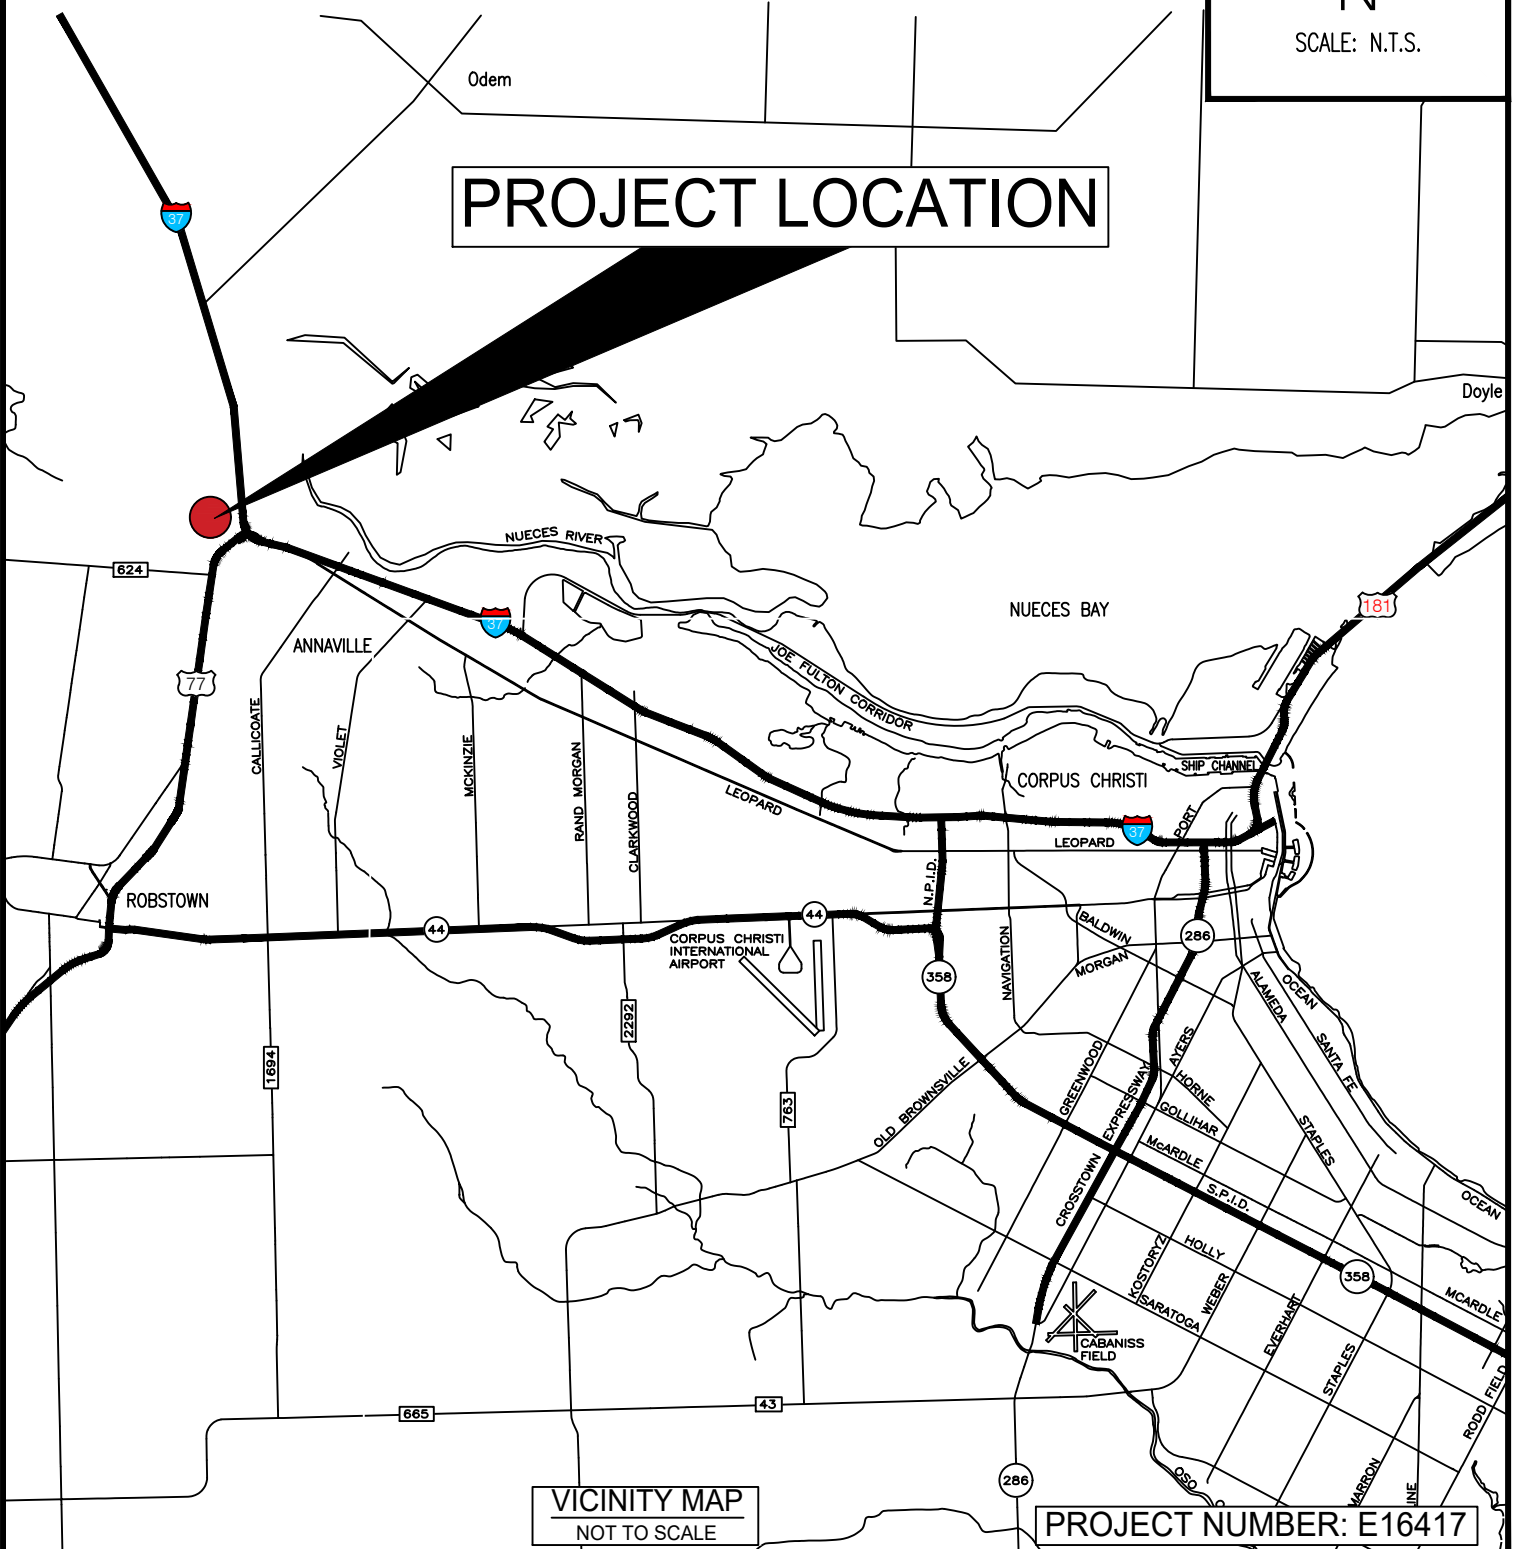 N
SCALE: N.T.S.
Odem
PROJECT LOCATION
37
Doyle
NUECES RIVER
624
NUECES BAY
181
37
ANNAVILLE
JOE FULTON CORRIDOR
77
CALLICOATE
VIOLET
MCKINZIE
RAND MORGAN
CLARKWOOD
LEOPARD
SHIP CHANNEL
CORPUS CHRISTI
PORT
37
LEOPARD
N.P.I.D.
ROBSTOWN
44
44
CORPUS CHRISTI
INTERNATIONAL
AIRPORT
BALDWIN
MORGAN
286
NAVIGATION
358
ALAMEDA
OCEAN
SANTA FE
2292
1694
763
OLD BROWNSVILLE
GREENWOOD
AYERS
HORNE
GOLLIHAR
McARDLE
CROSSTOWN EXPRESSWAY
STAPLES
S.P.I.D.
OCEAN
HOLLY
KOSTORYZ
WEBER
SARATOGA
358
MCARDLE
EVERHART
CABANISS
FIELD
STAPLES
RODD FIELD
665
43
286
OSO
MARRON
VICINITY MAP
NOT TO SCALE
PROJECT NUMBER: E16417